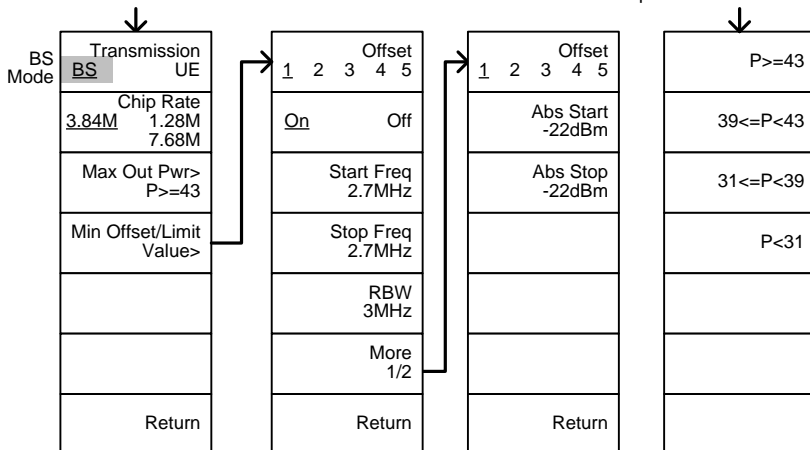 BS
Mode
Transmission
BS UE
Chip Rate
3.84M 1.28M
7.68M
Max Out Pwr>
P>=43
Min Offset/Limit
Value>
Return
Offset
1 2 3 4 5
On Off
Start Freq
2.7MHz
Stop Freq
2.7MHz
RBW
3MHz
More
1/2
Return
Offset
1 2 3 4 5
Abs Start
-22dBm
Abs Stop
-22dBm
Return
P>=43
39<=P<43
31<=P<39
P<31